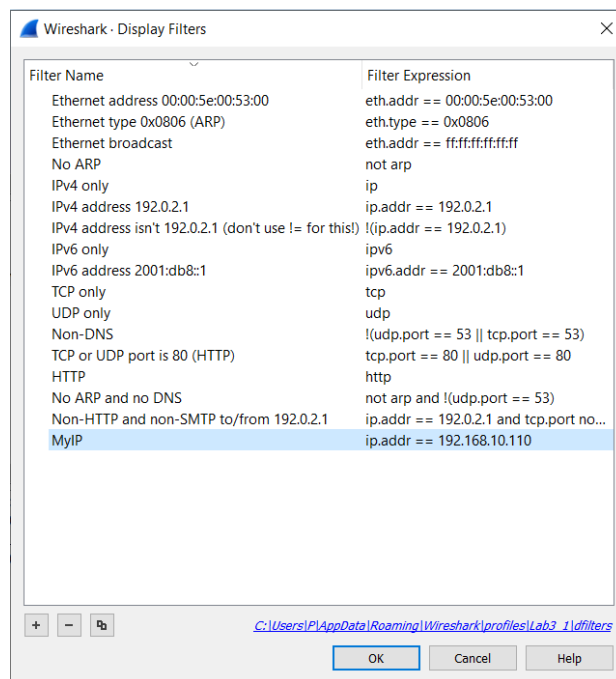 Wireshark · Display Filters
Filter Name Filter Expression
Ethernet address 00:00:5e:00:53:00 eth.addr == 00:00:5e:00:53:00
Ethernet type 0x0806 (ARP) eth.type == 0x0806
Ethernet broadcast eth.addr == ff:ff:ff:ff:ff:ff
No ARP not arp
IPv4 only ip
IPv4 address 192.0.2.1 ip.addr == 192.0.2.1
IPv4 address isn't 192.0.2.1 (don't use != for this!) !(ip.addr == 192.0.2.1)
IPv6 only ipv6
IPv6 address 2001:db8::1 ipv6.addr == 2001:db8::1
TCP only tcp
UDP only udp
Non-DNS !(udp.port == 53 || tcp.port == 53)
TCP or UDP port is 80 (HTTP) tcp.port == 80 || udp.port == 80
HTTP http
No ARP and no DNS not arp and !(udp.port == 53)
Non-HTTP and non-SMTP to/from 192.0.2.1 ip.addr == 192.0.2.1 and tcp.port no...
MyIP ip.addr == 192.168.10.110
C:\Users\P\AppData\Roaming\Wireshark\profiles\Lab3_1\dfilters
OK Cancel Help